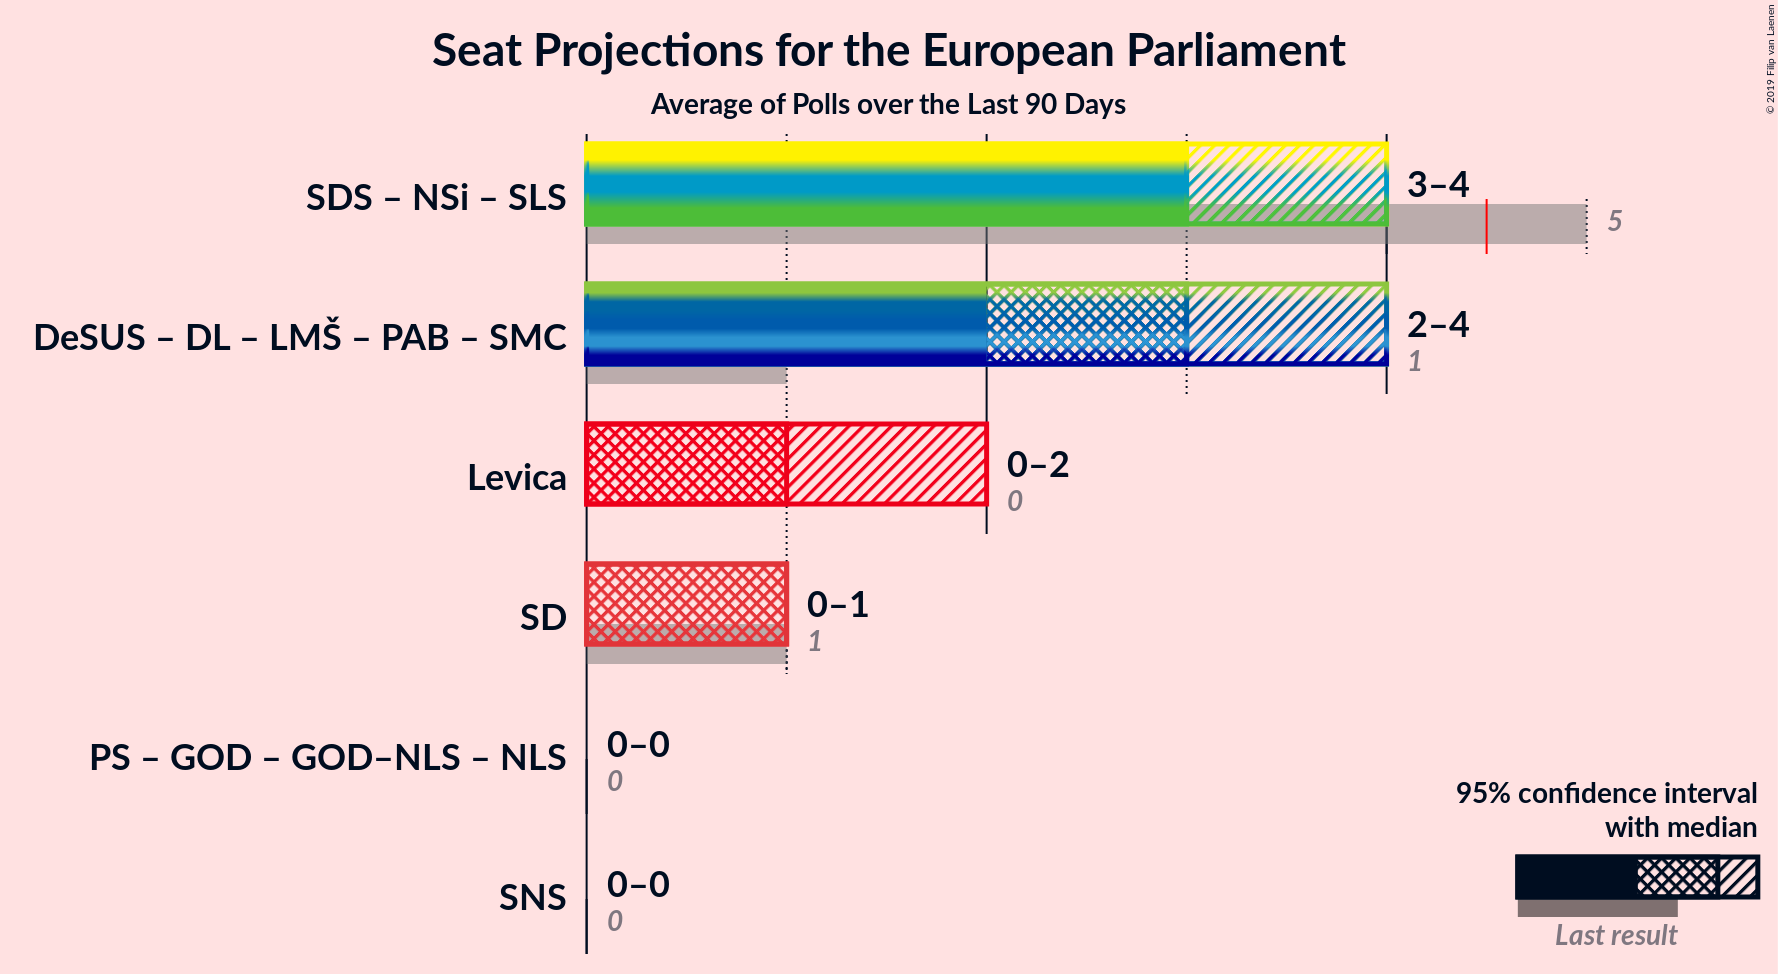 Seat Projections for the European Parliament
Average of Polls over the Last 90 Days
© 2019 Filip van Laenen
SDS – NSi – SLS
3–4
5
DeSUS – DL – LMŠ – PAB – SMC
2–4
1
Levica
0–2
0
SD
0–1
1
PS – GOD – GOD–NLS – NLS
0–0
0
SNS
0–0
0
95% confidence interval
with median
Last result